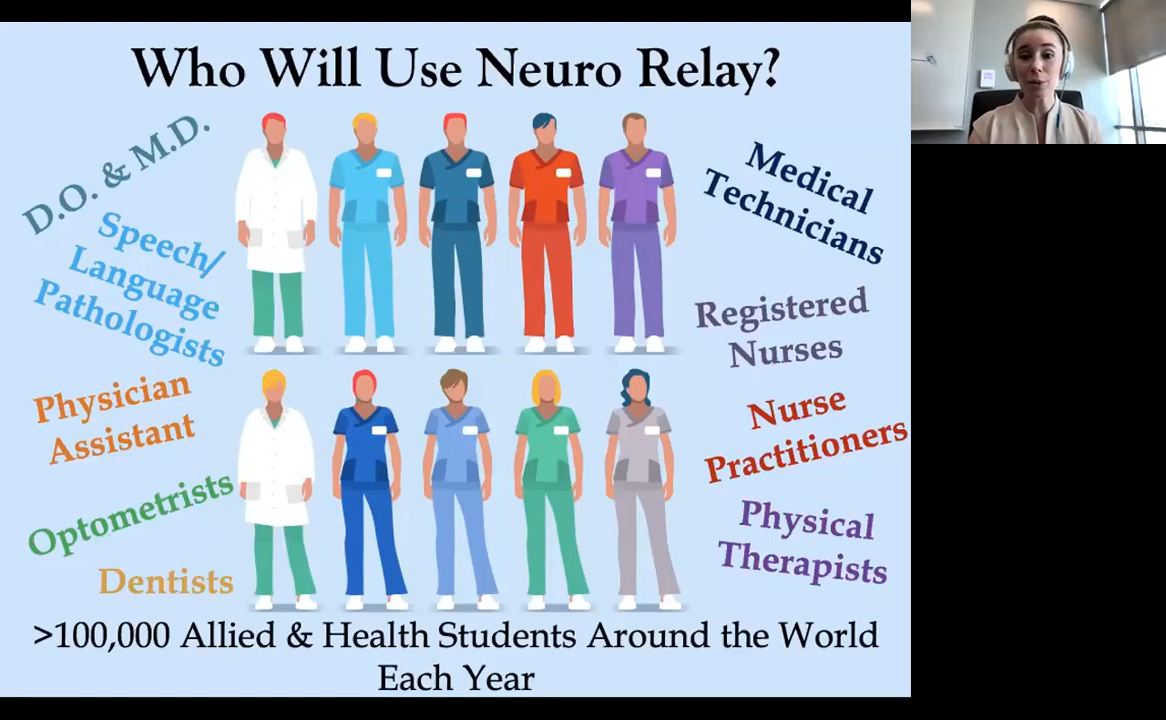 Who Will Use Neuro Relay?
D.O. & M.D.
Speech/
Language
Pathologists
Physician
Assistant
Optometrists
Dentists
Medical
Technicians
Registered
Nurses
Nurse
Practitioners
Physical
Therapists
>100,000 Allied & Health Students Around the World
Each Year